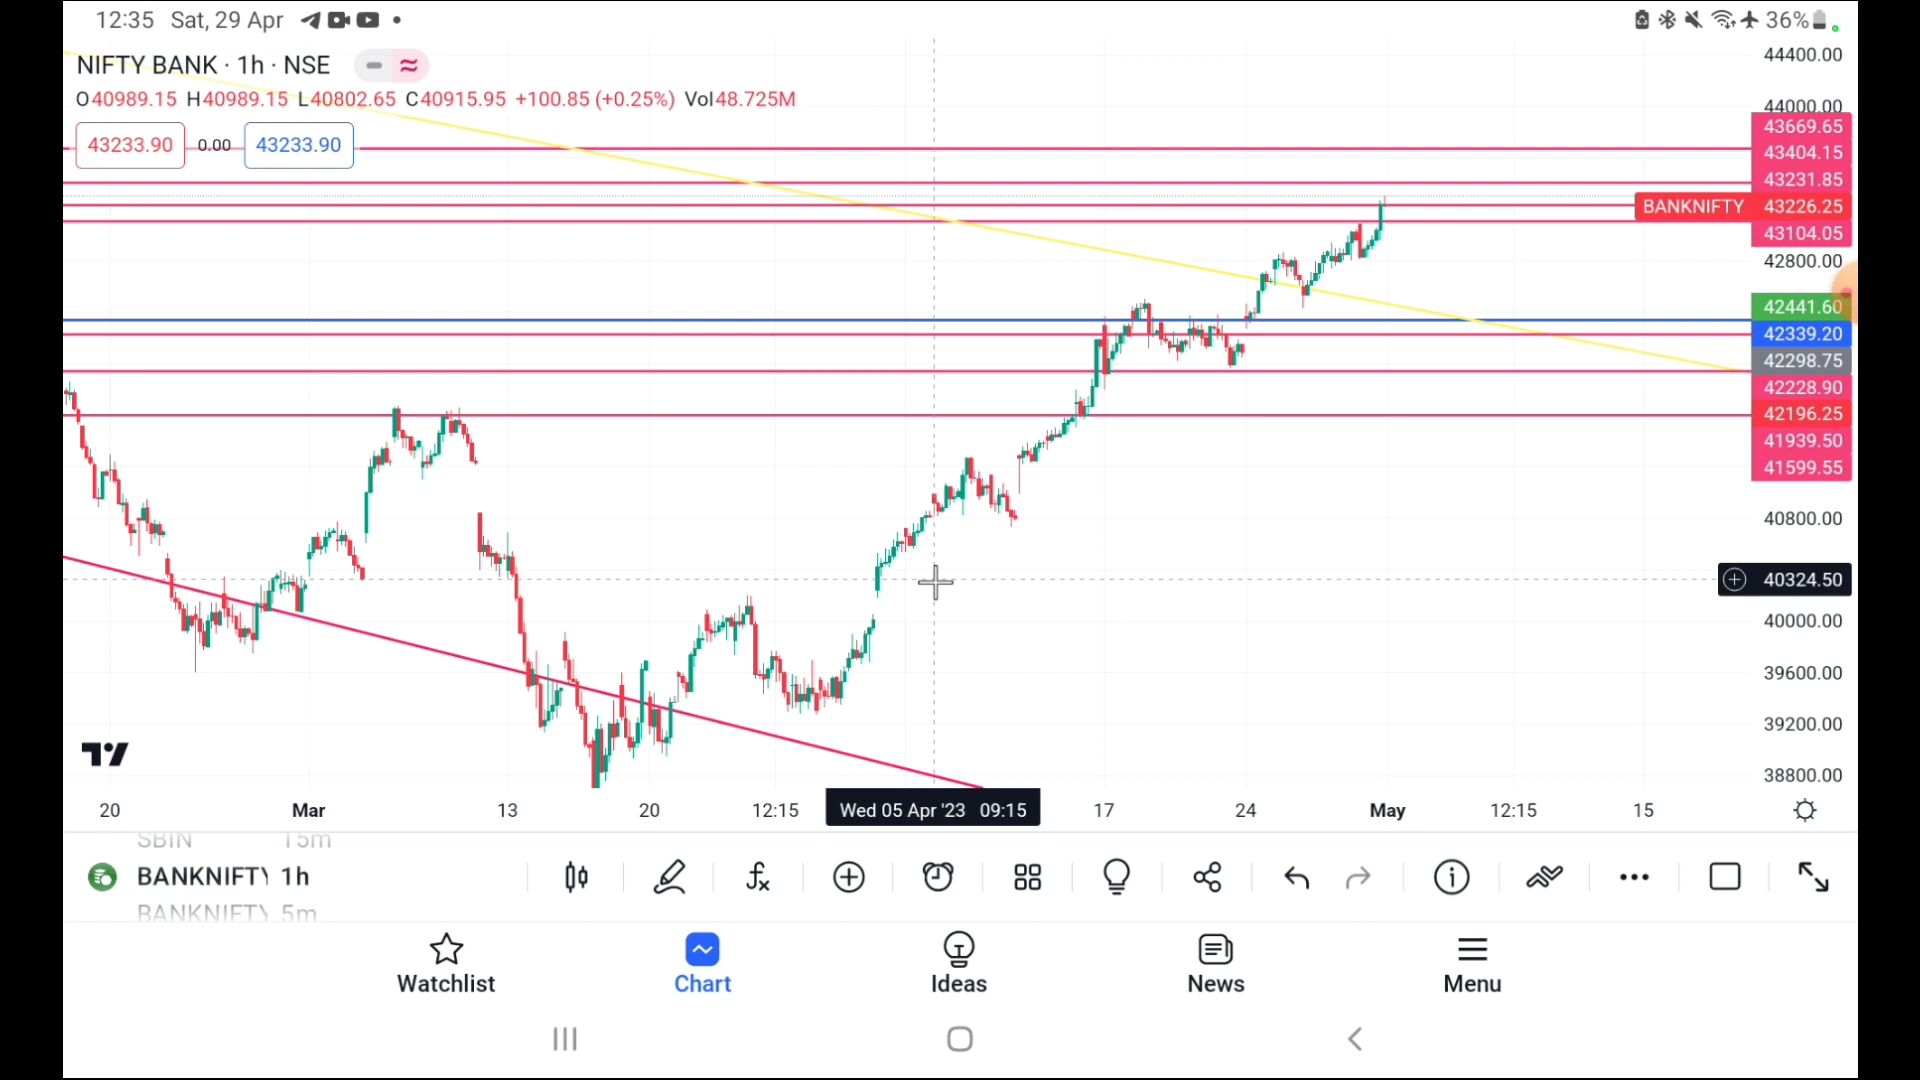 12:35 Sat, 29 Apr
36%
NIFTY BANK · 1h · NSE
O40989.15 H40989.15 L40802.65 C40915.95 +100.85 (+0.25%) Vol48.725M
43233.90 0.00 43233.90
44400.00
44000.00
43669.65
43404.15
43231.85
BANKNIFTY 43226.25
43104.05
42800.00
42441.60
42339.20
42298.75
42228.90
42196.25
41939.50
41599.55
40800.00
40324.50
40000.00
39600.00
39200.00
38800.00
20 Mar 13 20 12:15 Wed 05 Apr '23 09:15 17 24 May 12:15 15
SBIN 15m
BANKNIFTY 1h
BANKNIFTY 5m
Watchlist Chart Ideas News Menu